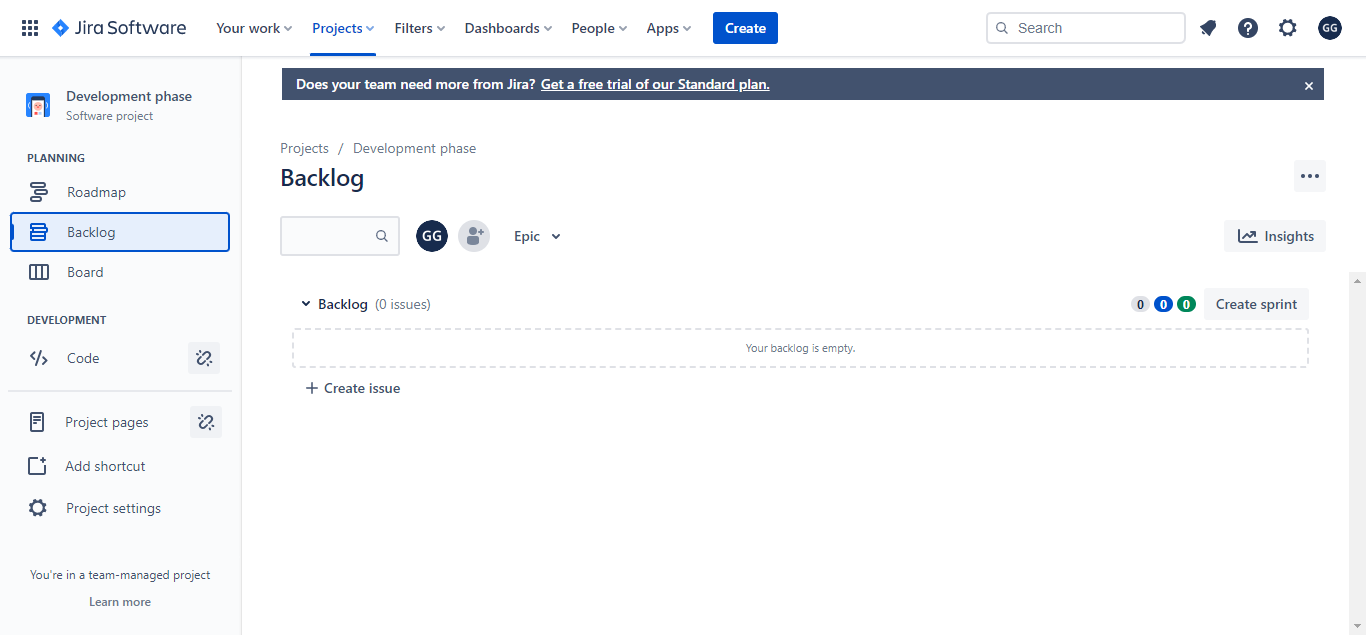 Jira Software Your work Projects Filters Dashboards People Apps Create Search GG
Does your team need more from Jira? Get a free trial of our Standard plan.
Development phase
Software project
PLANNING
Roadmap
Backlog
Board
DEVELOPMENT
Code
Project pages
Add shortcut
Project settings
You're in a team-managed project
Learn more
Projects / Development phase
Backlog
GG Epic Insights
Backlog (0 issues) 0 0 0 Create sprint
Your backlog is empty.
+ Create issue